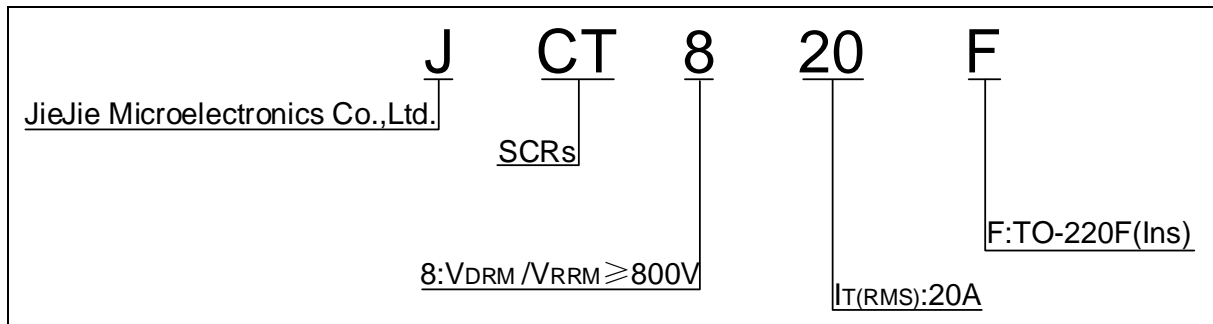 J CT 8 20 F
JieJie Microelectronics Co.,Ltd.
SCRs
F:TO-220F(Ins)
8:VDRM /VRRM≥800V
IT(RMS):20A